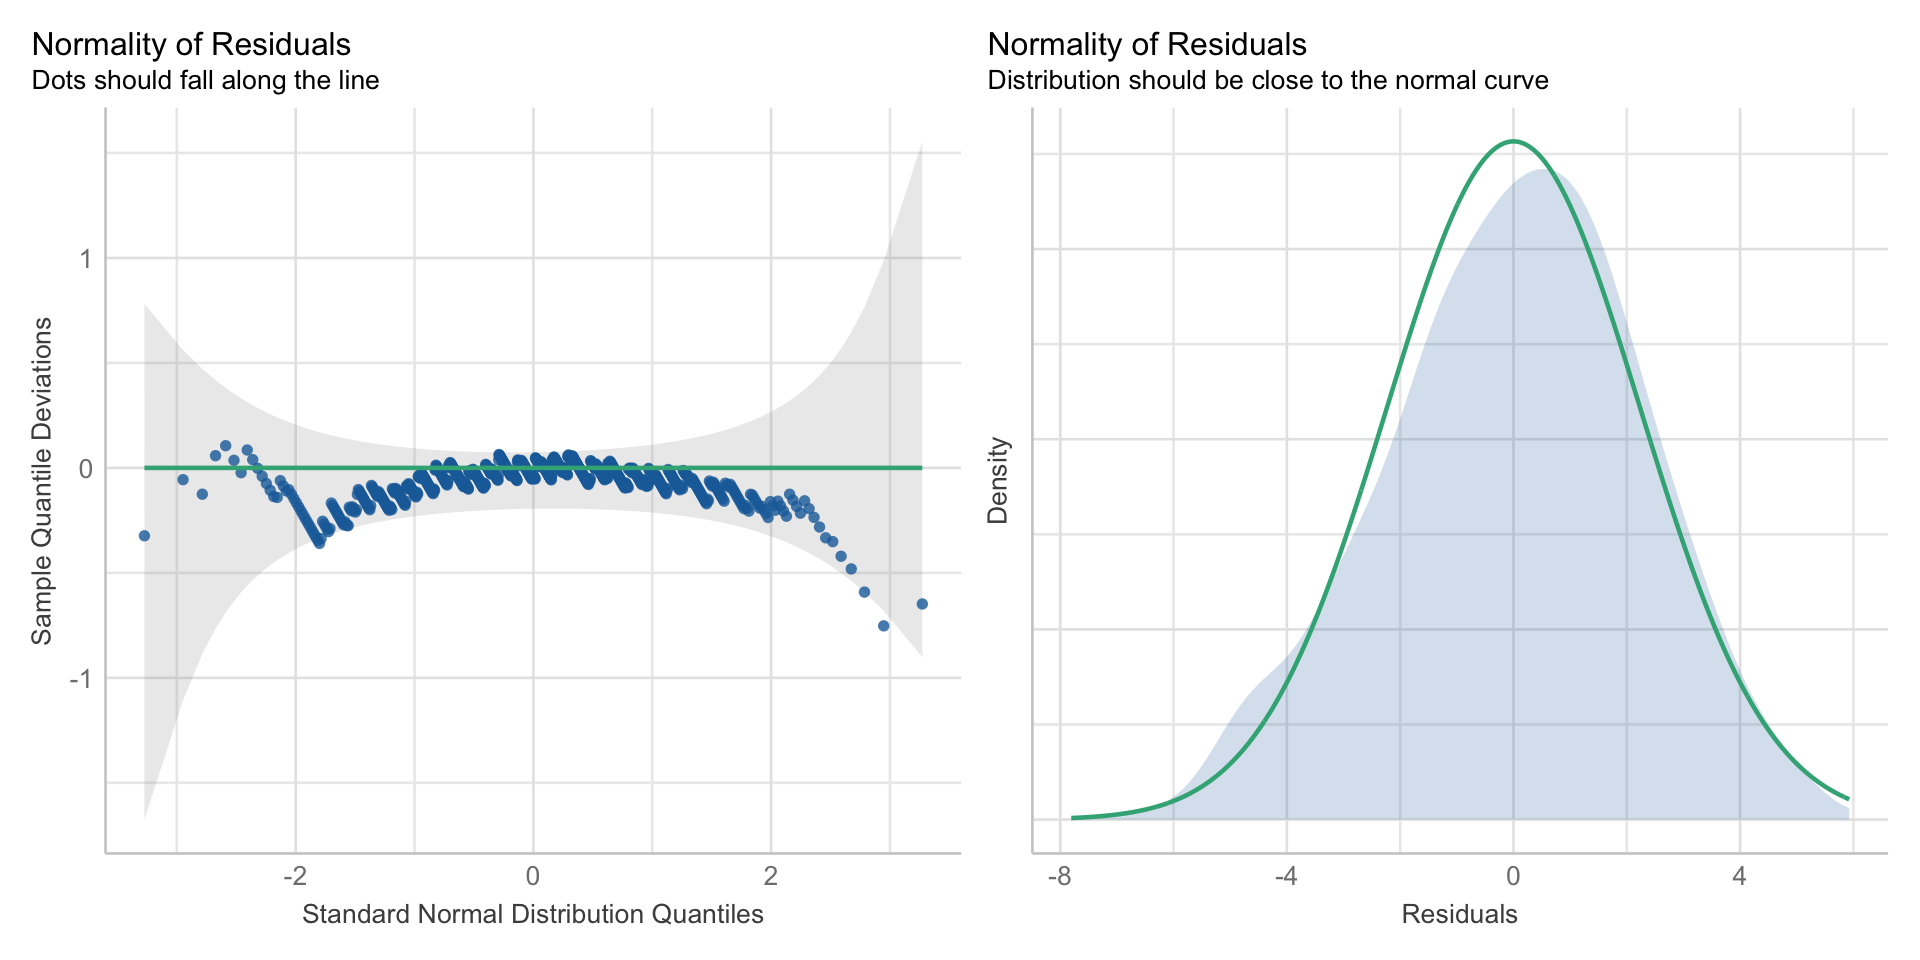 Normality of Residuals
Dots should fall along the line
1
0
-1
Sample Quantile Deviations
-2 0 2
Standard Normal Distribution Quantiles
Normality of Residuals
Distribution should be close to the normal curve
Density
-8 -4 0 4
Residuals